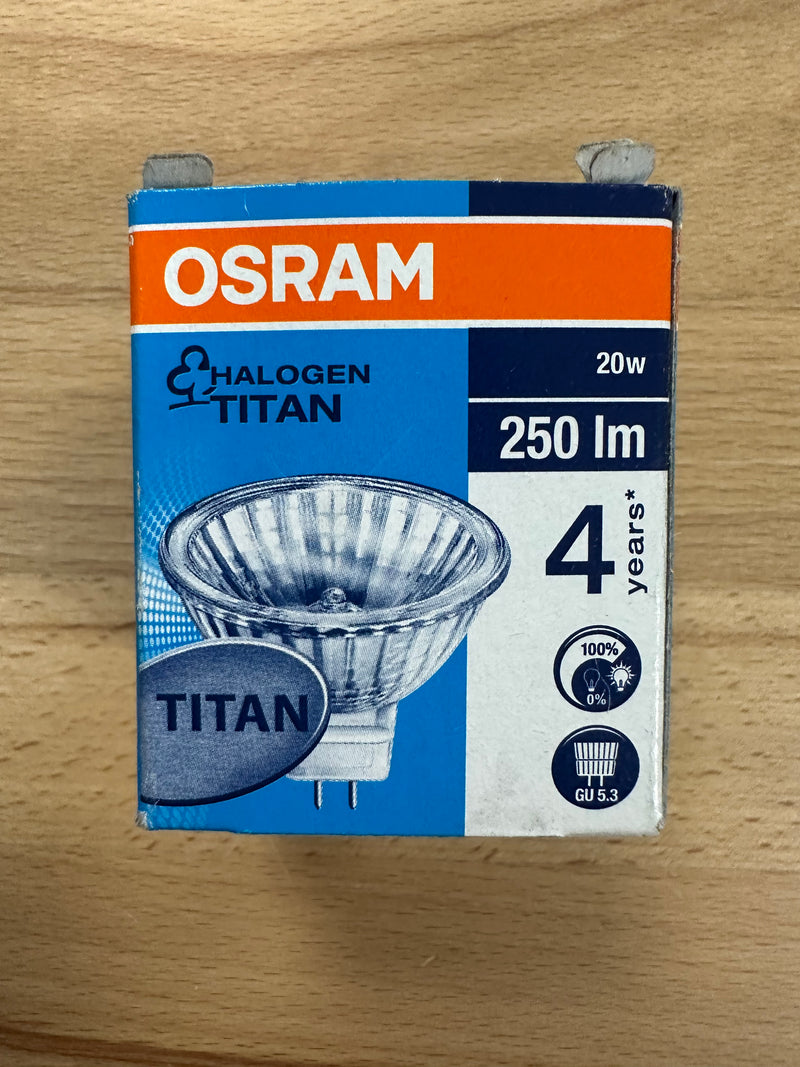 OSRAM
HALOGEN
TITAN
20w
250 lm
4
years*
100%
0%
GU 5.3
TITAN